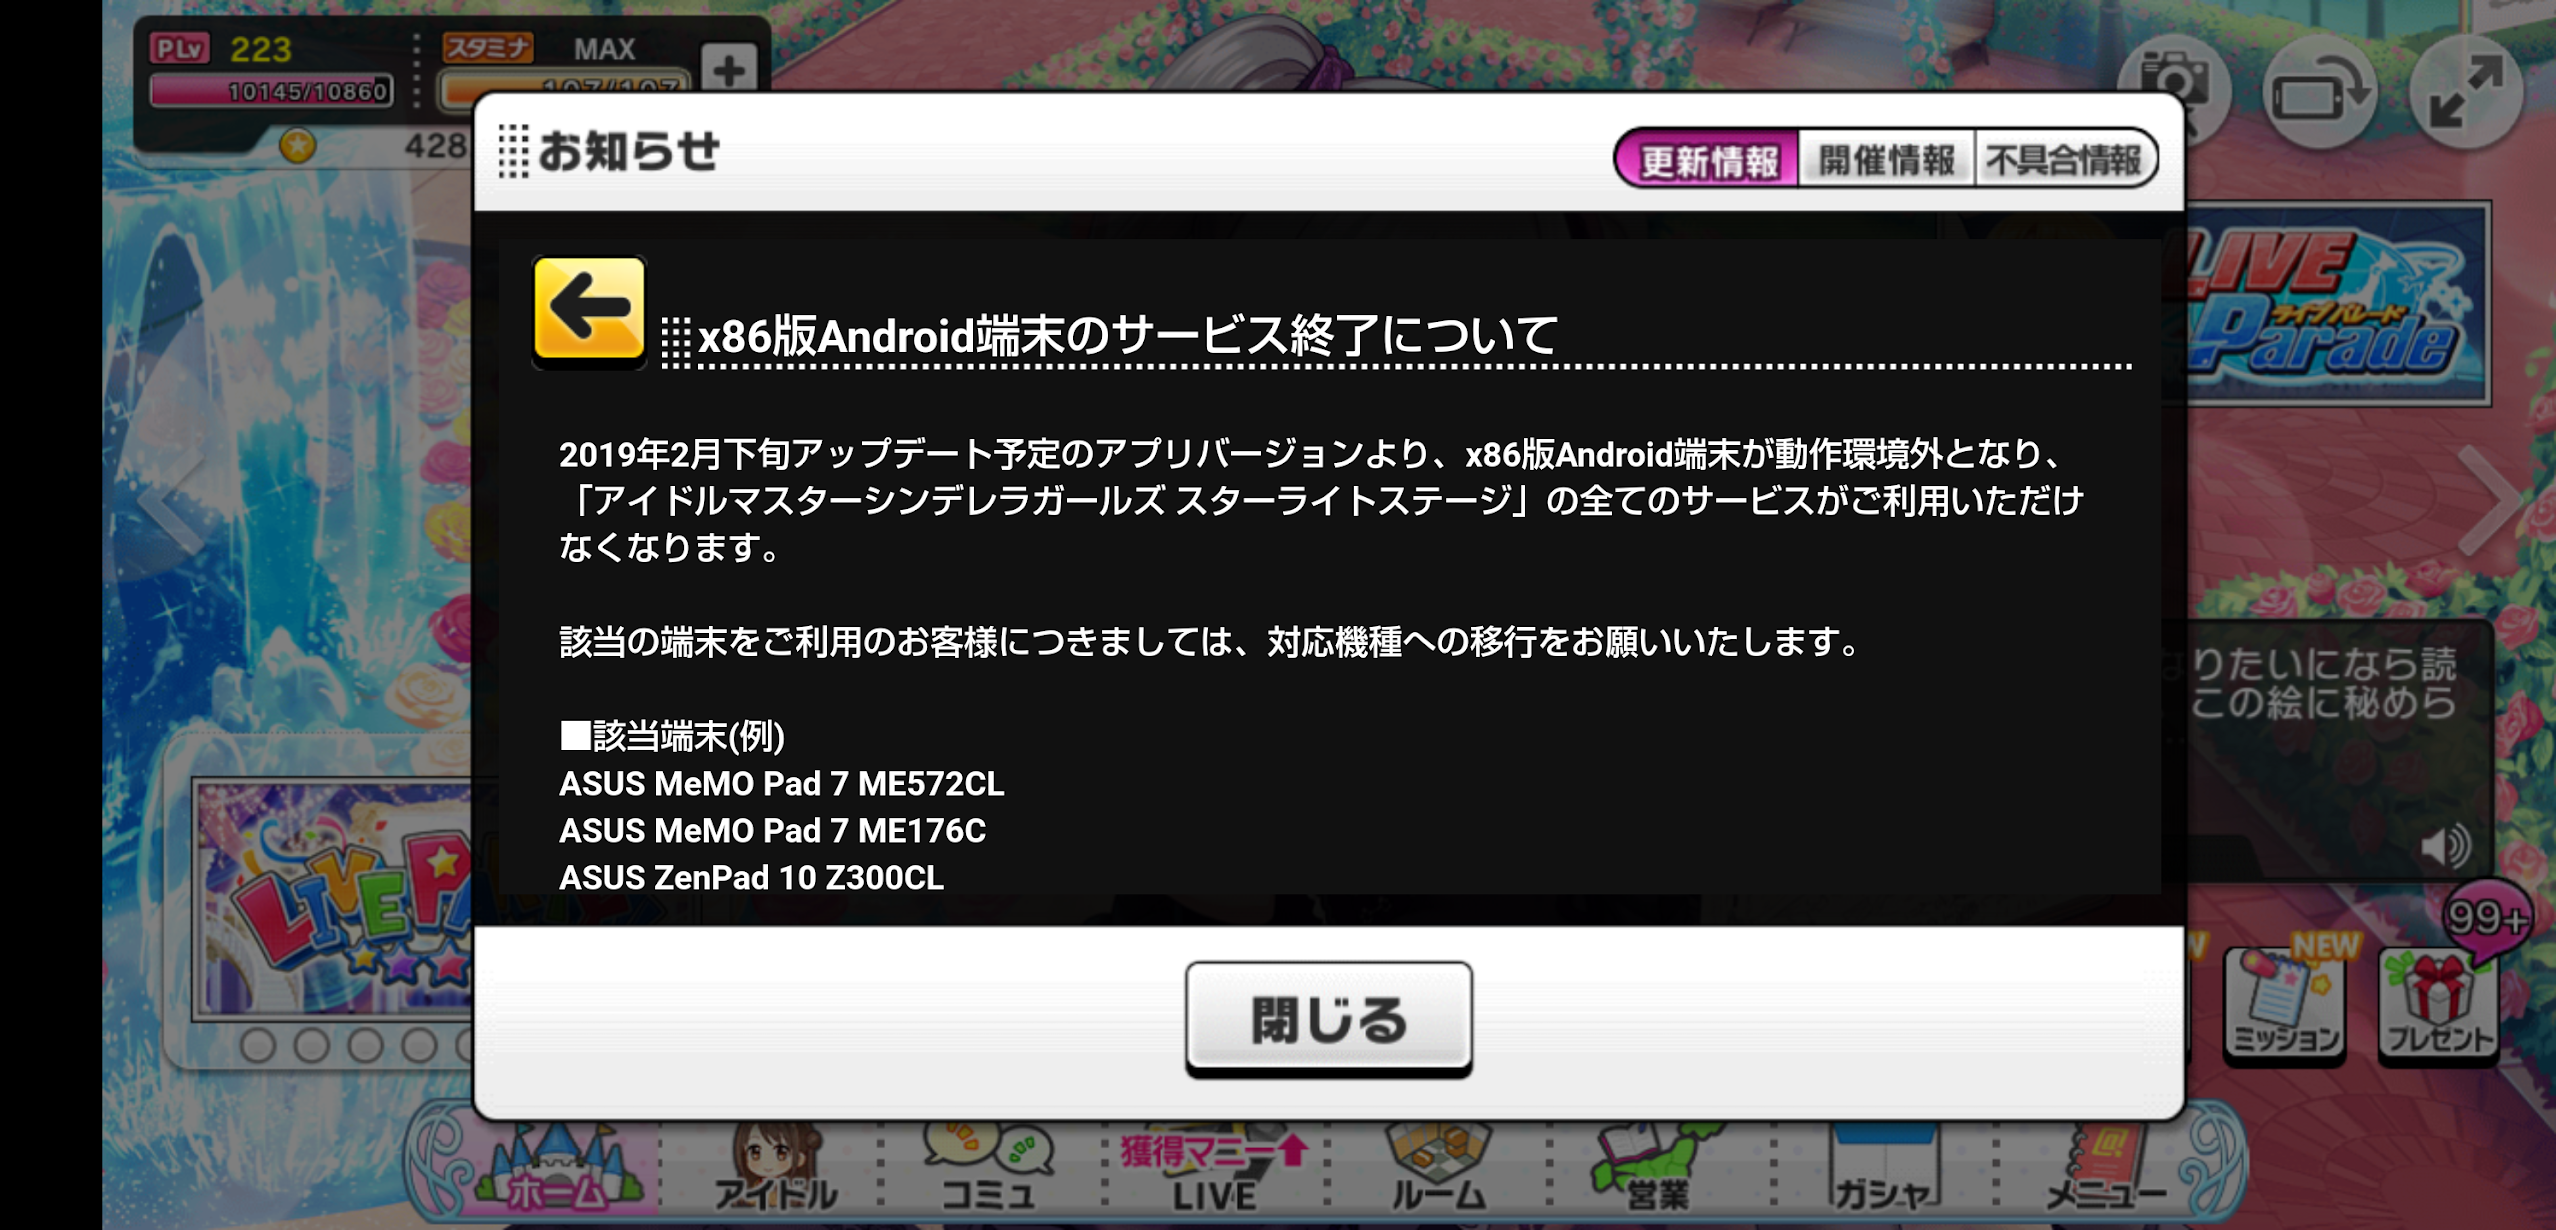 PLv 223
スタミナ MAX
10145/10860
107/107
428
お知らせ
更新情報 開催情報 不具合情報
x86版Android端末のサービス終了について
LIVE
ライブパレード
Parade
2019年2月下旬アップデート予定のアプリバージョンより、x86版Android端末が動作環境外となり、
「アイドルマスターシンデレラガールズ スターライトステージ」の全てのサービスがご利用いただけ
なくなります。
該当の端末をご利用のお客様につきましては、対応機種への移行をお願いいたします。
りたいになら読
この絵に秘めら
■該当端末(例)
ASUS MeMO Pad 7 ME572CL
ASUS MeMO Pad 7 ME176C
ASUS ZenPad 10 Z300CL
LIVE
99+
NEW
閉じる
ミッション
プレゼント
獲得マニー
ホーム アイドル コミュ LIVE ルーム 営業 ガシャ メニュー